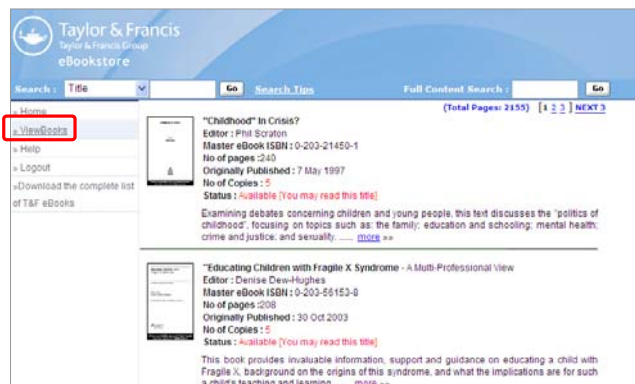 Taylor & Francis
Taylor & Francis Group
eBookstore
Search : Title Go Search Tips Full Content Search : Go
» Home
» ViewBooks
» Help
» Logout
»Download the complete list
of T&F eBooks
(Total Pages: 2155) [1 2 3 ] NEXT 3
"Childhood" In Crisis?
Editor : Phil Scraton
Master eBook ISBN : 0-203-21450-1
No of pages :240
Originally Published : 7 May 1997
No of Copies : 5
Status : Available [You may read this title]
Examining debates concerning children and young people, this text discusses the "politics of
childhood", focusing on topics such as: the family; education and schooling; mental health;
crime and justice; and sexuality. ..... more »»
"Educating Children with Fragile X Syndrome - A Multi-Professional View
Editor : Denise Dew-Hughes
Master eBook ISBN : 0-203-56153-8
No of pages :208
Originally Published : 30 Oct 2003
No of Copies : 5
Status : Available [You may read this title]
This book provides invaluable information, support and guidance on educating a child with
Fragile X, background on the origins of this syndrome, and what the implications are for such
a child's teaching and learning. ..... more »»